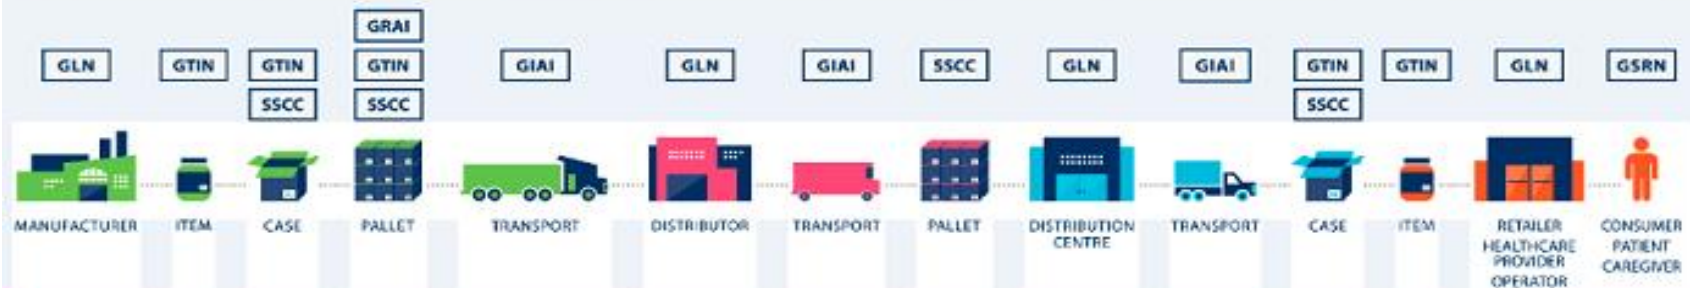 GRAI
GLN GTIN GTIN GTIN GIAI GLN GIAI SSCC GLN GIAI GTIN GTIN GLN GSRN
SSCC SSCC SSCC
MANUFACTURER ITEM CASE PALLET TRANSPORT DISTRIBUTOR TRANSPORT PALLET DISTRIBUTION TRANSPORT CASE ITEM RETAILER CONSUMER
CENTRE HEALTHCARE PATIENT
PROVIDER CAREGIVER
OPERATOR